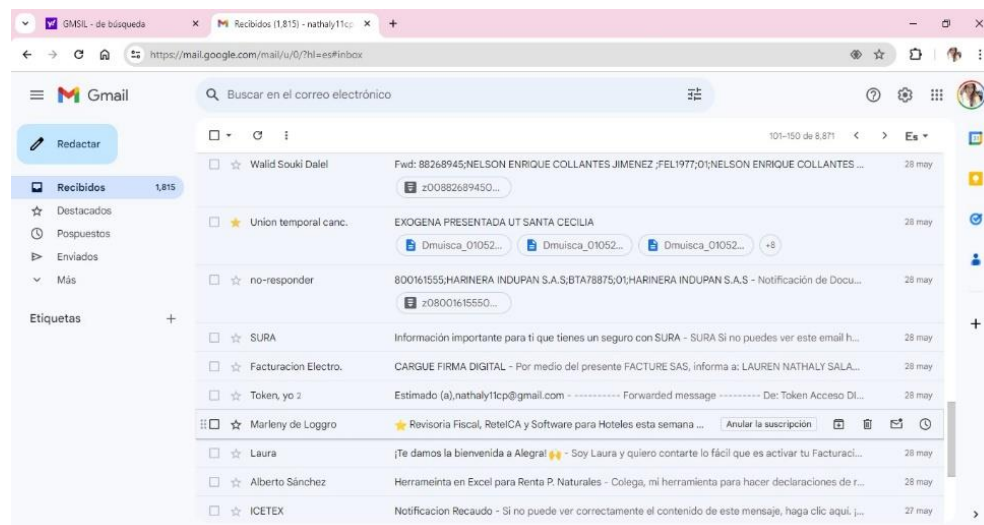 GMSIL - de búsqueda
Recibidos (1,815) - nathaly11cp
https://mail.google.com/mail/u/0/?hl=es#inbox
Gmail
Buscar en el correo electrónico
Redactar
101–150 de 8,871
Es
Recibidos 1,815
Destacados
Pospuestos
Enviados
Más
Etiquetas
Walid Souki Dalel Fwd: 88268945;NELSON ENRIQUE COLLANTES JIMENEZ ;FEL1977;01;NELSON ENRIQUE COLLANTES ... 28 may
z00882689450...
Union temporal canc. EXOGENA PRESENTADA UT SANTA CECILIA 28 may
Dmuisca_01052... Dmuisca_01052... Dmuisca_01052... +8
no-responder 800161555;HARINERA INDUPAN S.A.S;BTA78875;01;HARINERA INDUPAN S.A.S - Notificación de Docu... 28 may
z08001615550...
SURA Información importante para ti que tienes un seguro con SURA - SURA Si no puedes ver este email h... 28 may
Facturacion Electro. CARGUE FIRMA DIGITAL - Por medio del presente FACTURE SAS, informa a: LAUREN NATHALY SALA... 28 may
Token, yo 2 Estimado (a),nathaly11cp@gmail.com - ---------- Forwarded message --------- De: Token Acceso DI... 28 may
Marleny de Loggro Revisoria Fiscal, ReteICA y Software para Hoteles esta semana ... Anular la suscripción
Laura ¡Te damos la bienvenida a Alegra! - Soy Laura y quiero contarte lo fácil que es activar tu Facturaci... 28 may
Alberto Sánchez Herrameinta en Excel para Renta P. Naturales - Colega, mi herramienta para hacer declaraciones de r... 28 may
ICETEX Notificacion Recaudo - Si no puede ver correctamente el contenido de este mensaje, haga clic aquí. ¡... 27 may